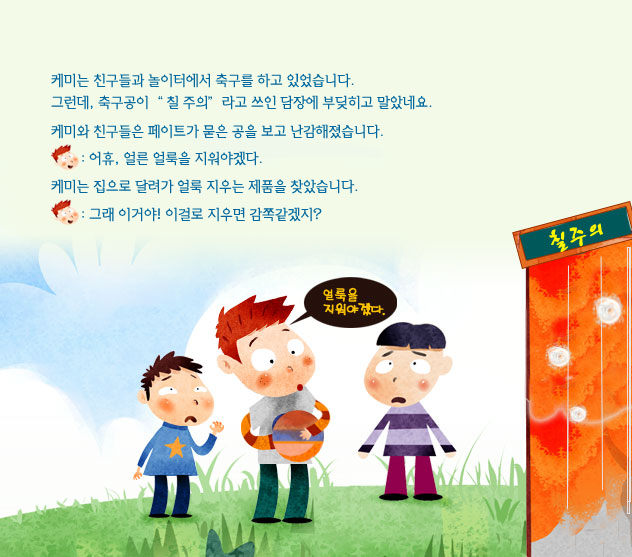 케미는 친구들과 놀이터에서 축구를 하고 있었습니다.
그런데, 축구공이 “ 칠 주의” 라고 쓰인 담장에 부딪히고 말았네요.
케미와 친구들은 페이트가 묻은 공을 보고 난감해졌습니다.
: 어휴, 얼른 얼룩을 지워야겠다.
케미는 집으로 달려가 얼룩 지우는 제품을 찾았습니다.
: 그래 이거야! 이걸로 지우면 감쪽같겠지?
칠주의
얼룩을
지워야겠다.